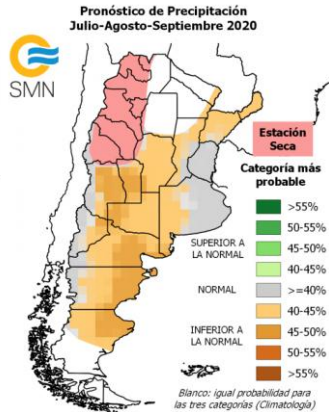 Pronóstico de Precipitación
Julio-Agosto-Septiembre 2020
SMN
Estación
Seca
Categoría más
probable
>55%
50-55%
45-50%
40-45%
SUPERIOR A
LA NORMAL
>=40%
NORMAL
40-45%
45-50%
50-55%
>55%
INFERIOR A
LA NORMAL
Blanco: igual probabilidad para
las tres categorías (Climatología)